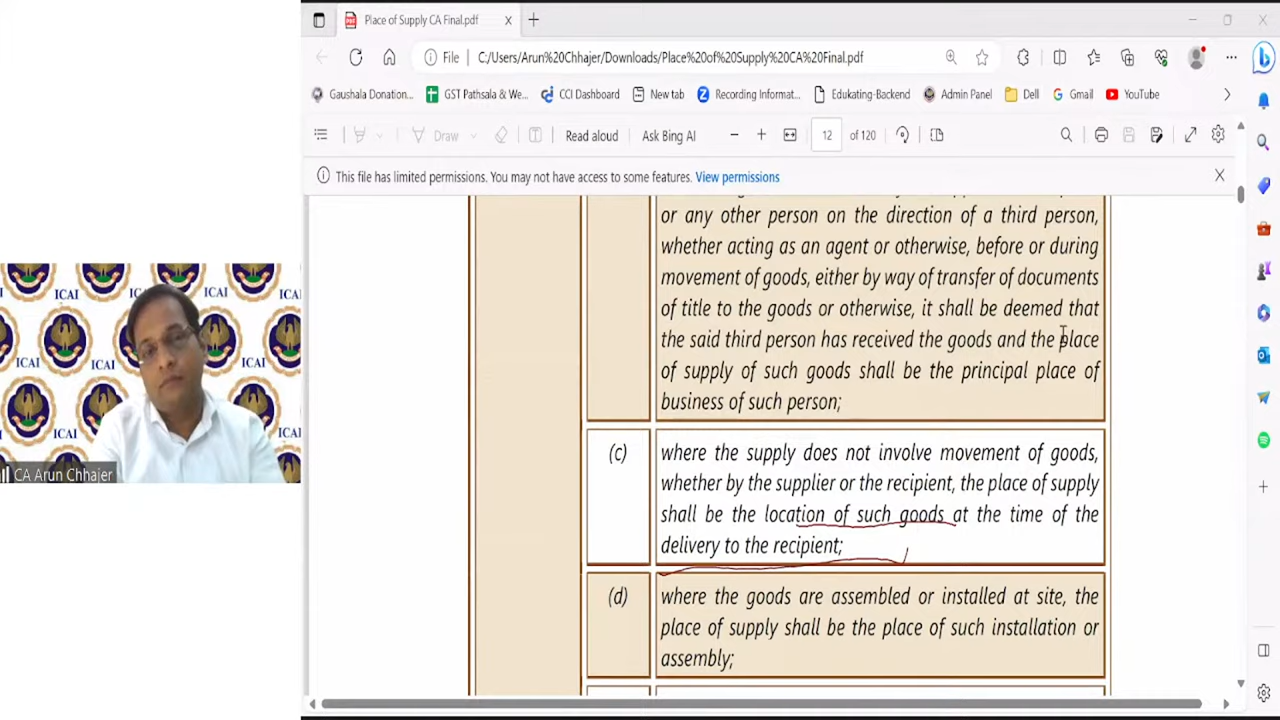 Place of Supply CA Final.pdf
File
C:/Users/Arun%20Chhajer/Downloads/Place%20of%20Supply%20CA%20Final.pdf
Gaushala Donation...
GST Pathsala & We...
CCI Dashboard
New tab
Recording Informat...
Edukating-Backend
Admin Panel
Dell
Gmail
YouTube
Draw
Read aloud
Ask Bing AI
12
of 120
This file has limited permissions. You may not have access to some features. View permissions
or any other person on the direction of a third person,
whether acting as an agent or otherwise, before or during
movement of goods, either by way of transfer of documents
of title to the goods or otherwise, it shall be deemed that
the said third person has received the goods and the place
of supply of such goods shall be the principal place of
business of such person;
(c)
where the supply does not involve movement of goods,
whether by the supplier or the recipient, the place of supply
shall be the location of such goods at the time of the
delivery to the recipient;
(d)
where the goods are assembled or installed at site, the
place of supply shall be the place of such installation or
assembly;
ICAI
ICAI
ICAI
ICAI
ICAI
ICAI
CA Arun Chhajer